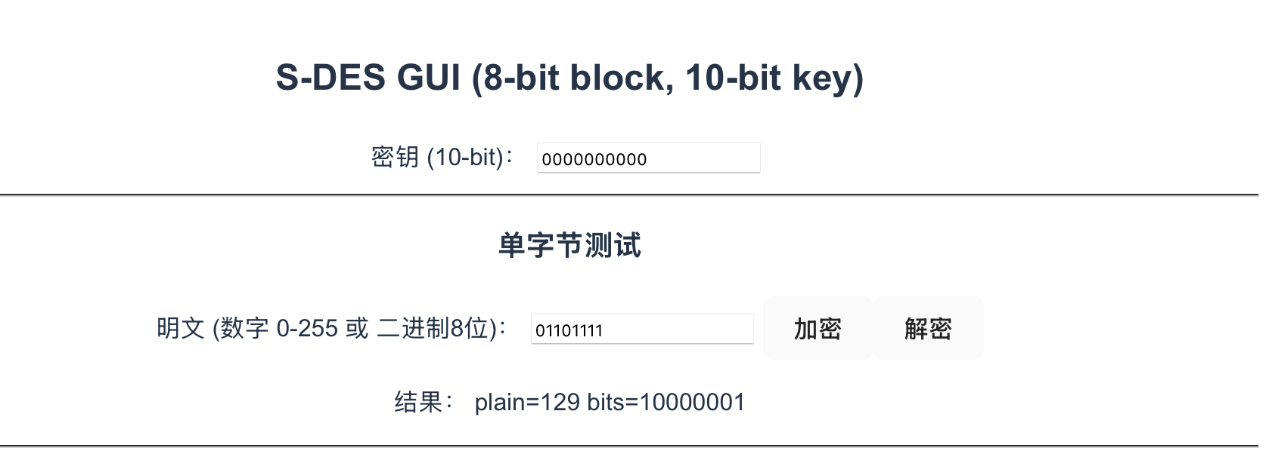 S-DES GUI (8-bit block, 10-bit key)
密钥 (10-bit)： 0000000000
单字节测试
明文 (数字 0-255 或 二进制8位)： 01101111 加密 解密
结果： plain=129 bits=10000001